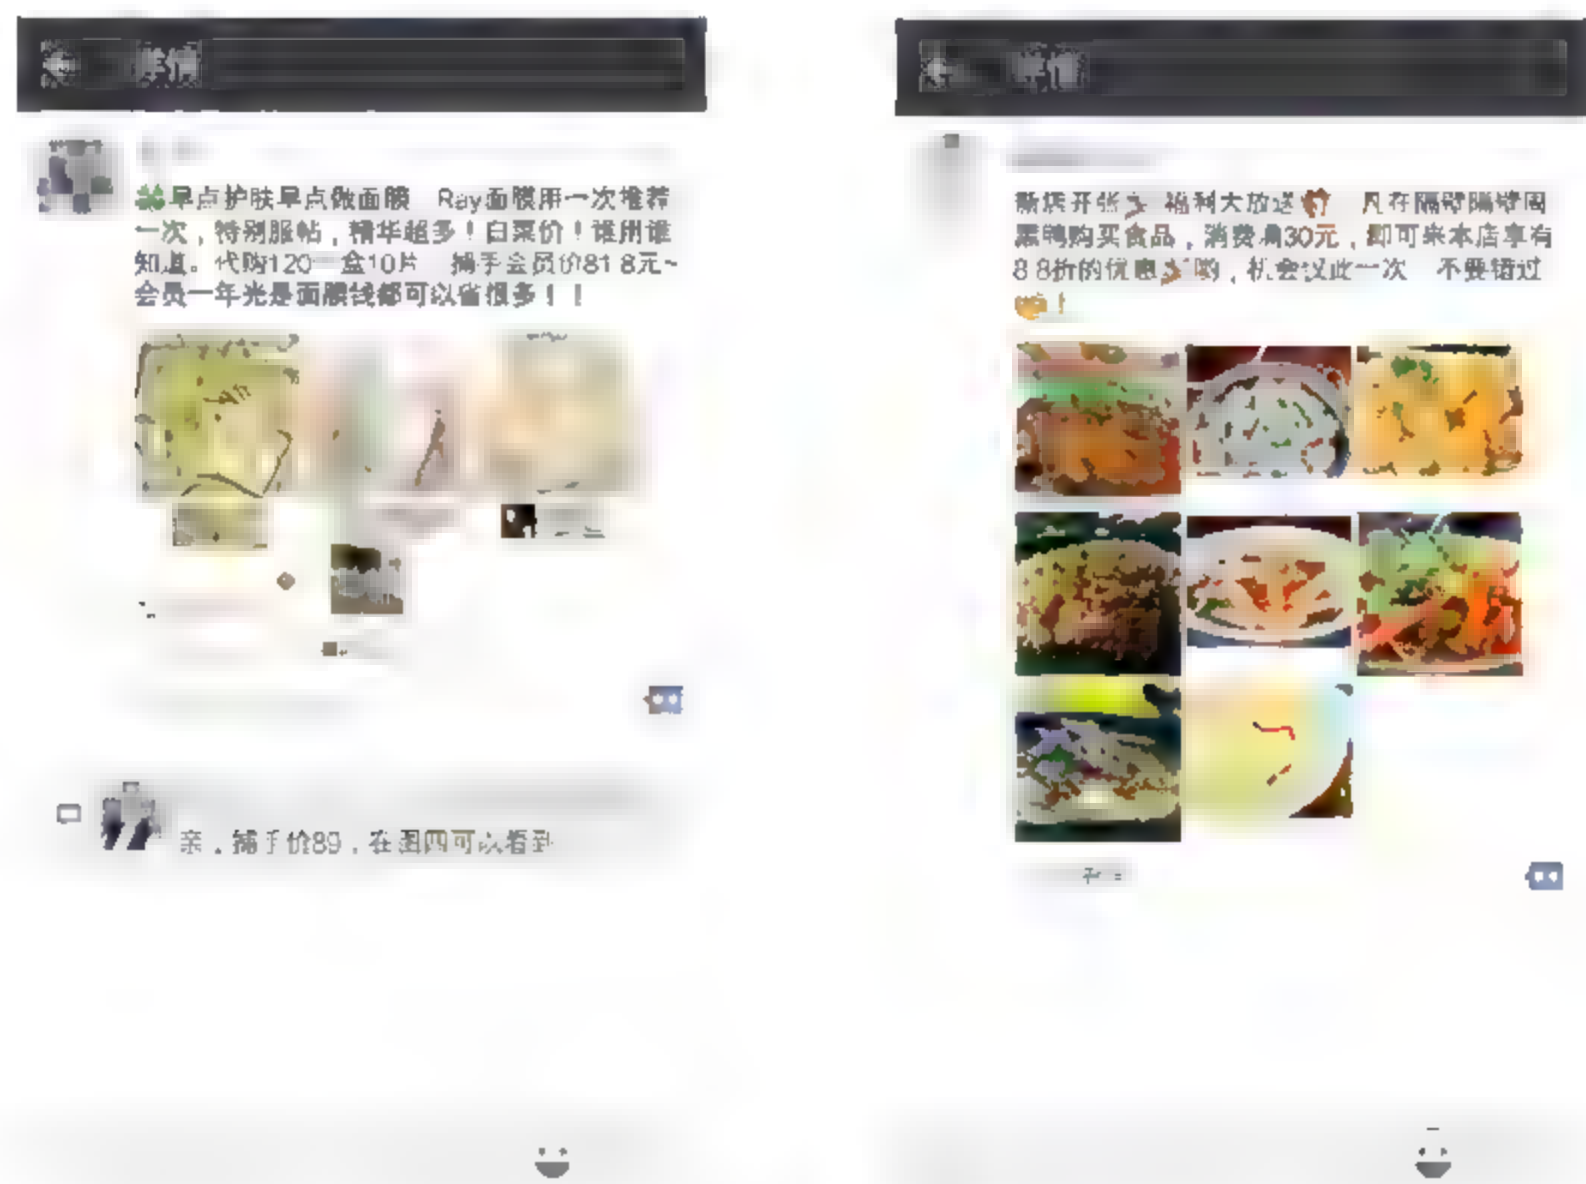 早点护肤早点做面膜 Ray面膜用一次推荐
一次，特别服帖，精华超多！白菜价！谁用谁
知道。代购120一盒10片 捕手会员价81.8元~
会员一年光是面膜钱都可以省很多！！
亲，捕手价89，在图四可以看到
新店开张 福利大放送 凡在隔壁隔壁周
黑鸭购买食品，消费满30元，即可来本店享有
8.8折的优惠 哟，机会仅此一次 不要错过
！